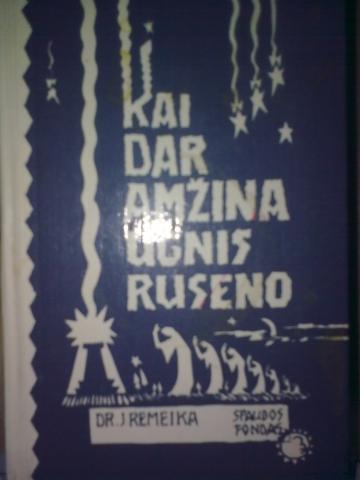 KAI
DAR
AMŽINA
UGNIS
RUSENO
DR. J REMEIKA
SPAUDOS
FONDAS